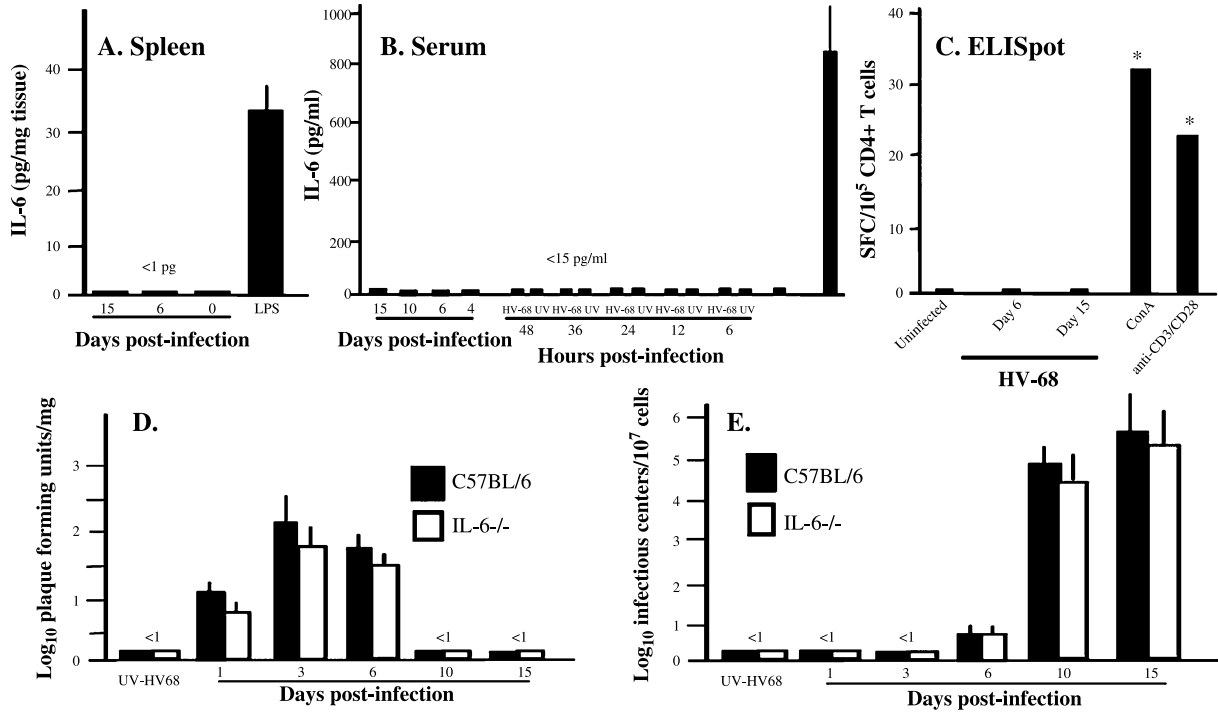 A. Spleen
IL-6 (pg/mg tissue)
40
30
20
10
0
<1 pg
15 6 0 LPS
Days post-infection
B. Serum
IL-6 (pg/ml)
1000
800
600
400
200
0
<15 pg/ml
15 10 6 4
Days post-infection
HV-68 UV HV-68 UV HV-68 UV HV-68 UV HV-68 UV
48 36 24 12 6
Hours post-infection
C. ELISpot
SFC/10⁵ CD4+ T cells
40
30
20
10
0
*
*
Uninfected
Day 6
Day 15
ConA
anti-CD3/CD28
HV-68
D.
Log₁₀ plaque forming units/mg
3
2
1
0
C57BL/6
IL-6-/-
<1 <1 <1
UV-HV68 1 3 6 10 15
Days post-infection
E.
Log₁₀ infectious centers/10⁷ cells
6
5
4
3
5
1
0
C57BL/6
IL-6-/-
<1 <1 <1
UV-HV68 1 3 6 10 15
Days post-infection